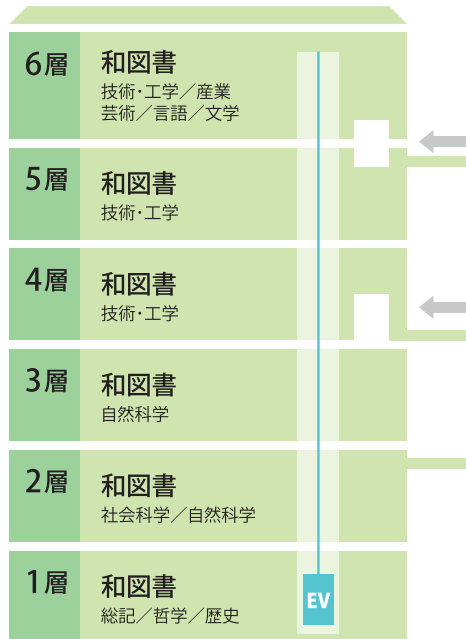 6層
和図書
技術・工学／産業
芸術／言語／文学
5層
和図書
技術・工学
4層
和図書
技術・工学
3層
和図書
自然科学
2層
和図書
社会科学／自然科学
1層
和図書
総記／哲学／歴史
EV